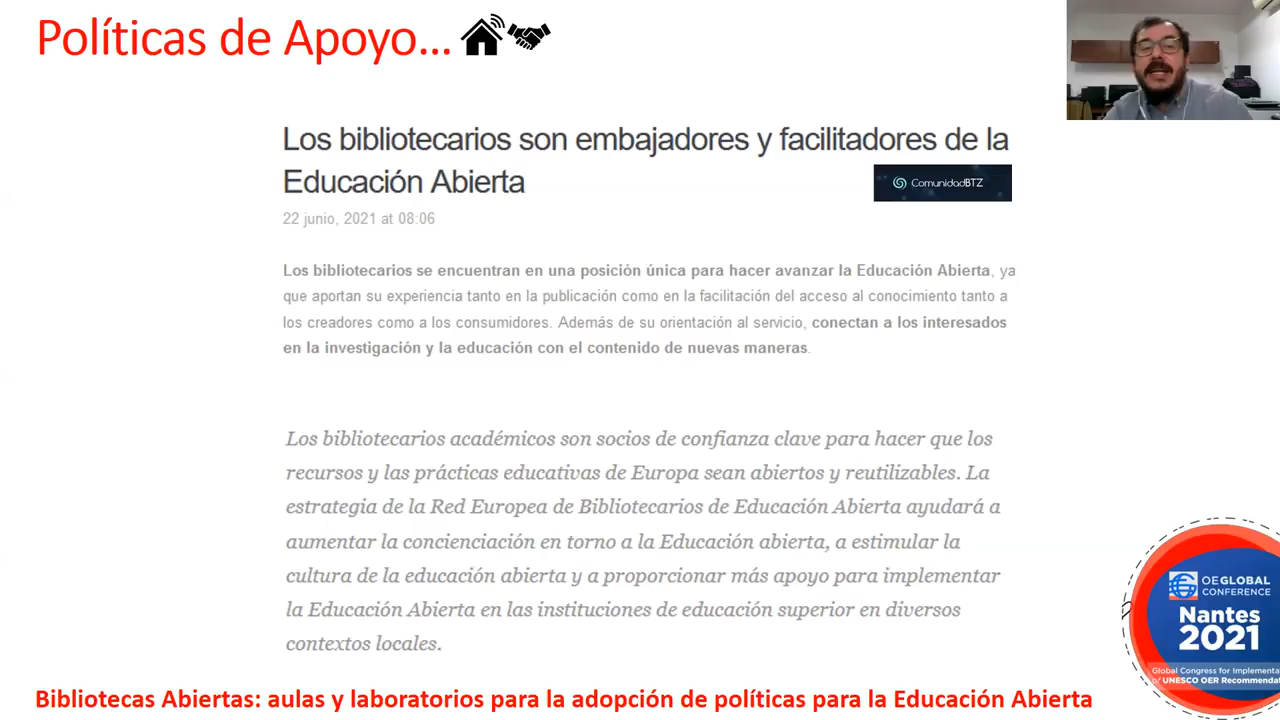 Políticas de Apoyo...
Los bibliotecarios son embajadores y facilitadores de la
Educación Abierta
ComunidadBTZ
22 junio, 2021 at 08:06
Los bibliotecarios se encuentran en una posición única para hacer avanzar la Educación Abierta, ya
que aportan su experiencia tanto en la publicación como en la facilitación del acceso al conocimiento tanto a
los creadores como a los consumidores. Además de su orientación al servicio, conectan a los interesados
en la investigación y la educación con el contenido de nuevas maneras.
Los bibliotecarios académicos son socios de confianza clave para hacer que los
recursos y las prácticas educativas de Europa sean abiertos y reutilizables. La
estrategia de la Red Europea de Bibliotecarios de Educación Abierta ayudará a
aumentar la concienciación en torno a la Educación abierta, a estimular la
cultura de la educación abierta y a proporcionar más apoyo para implementar
la Educación Abierta en las instituciones de educación superior en diversos
contextos locales.
OEGLOBAL
CONFERENCE
Nantes
2021
Global Congress for
of UNESCO OER
Bibliotecas Abiertas: aulas y laboratorios para la adopción de políticas para la Educación Abierta